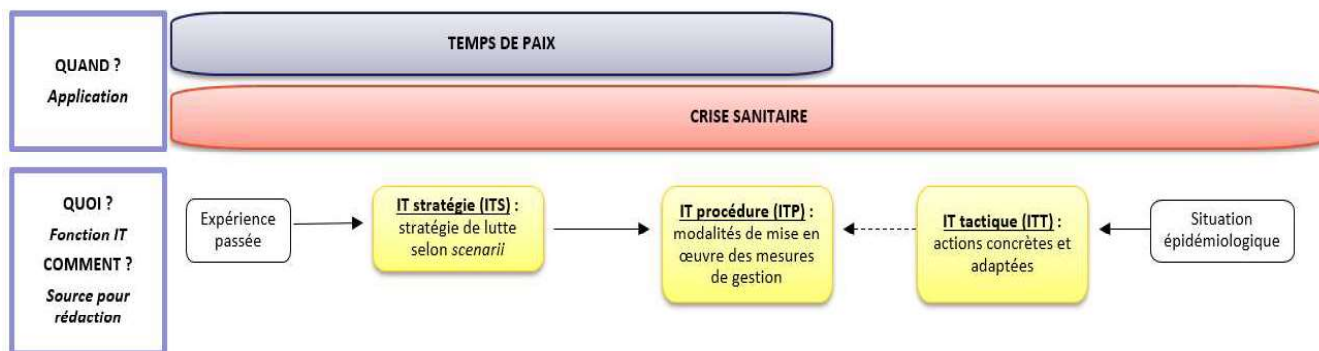 QUAND ?
Application
TEMPS DE PAIX
CRISE SANITAIRE
QUOI ?
Fonction IT
COMMENT ?
Source pour
rédaction
Expérience
passée
IT stratégie (ITS) :
stratégie de lutte
selon scenarii
IT procédure (ITP) :
modalités de mise en
œuvre des mesures
de gestion
IT tactique (ITT) :
actions concrètes et
adaptées
Situation
épidémiologique